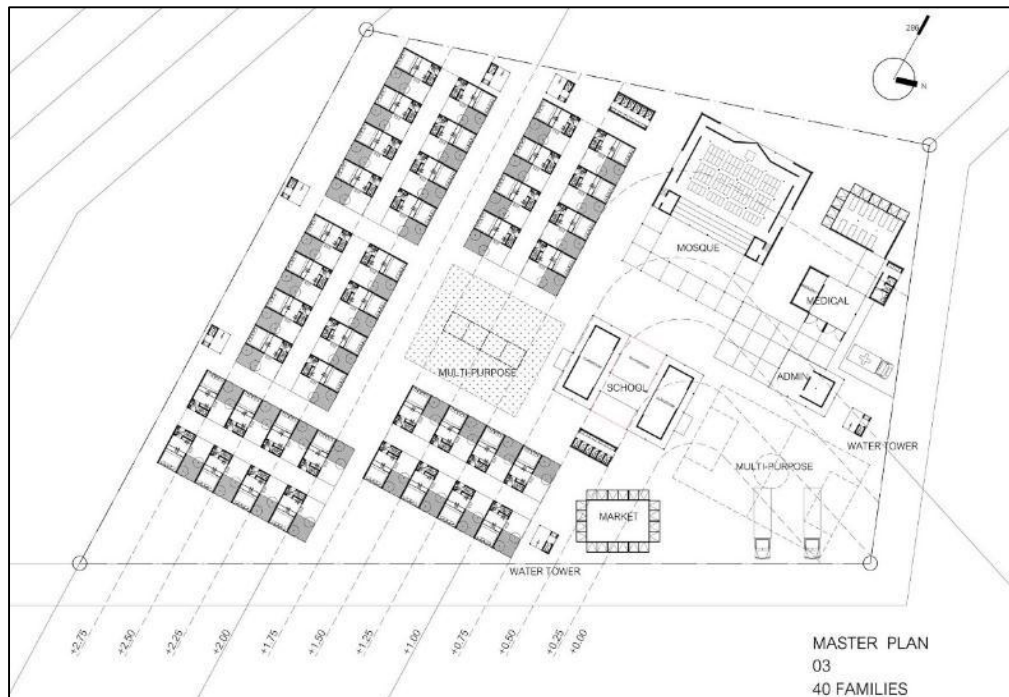 286
N
MOSQUE
MEDICAL
MULTI-PURPOSE
SCHOOL
ADMIN
WATER TOWER
MULTI-PURPOSE
MARKET
WATER TOWER
+2.75
+2.50
+2.25
+2.00
+1.75
+1.50
+1.25
+1.00
+0.75
+0.50
+0.25
+0.00
MASTER PLAN
03
40 FAMILIES